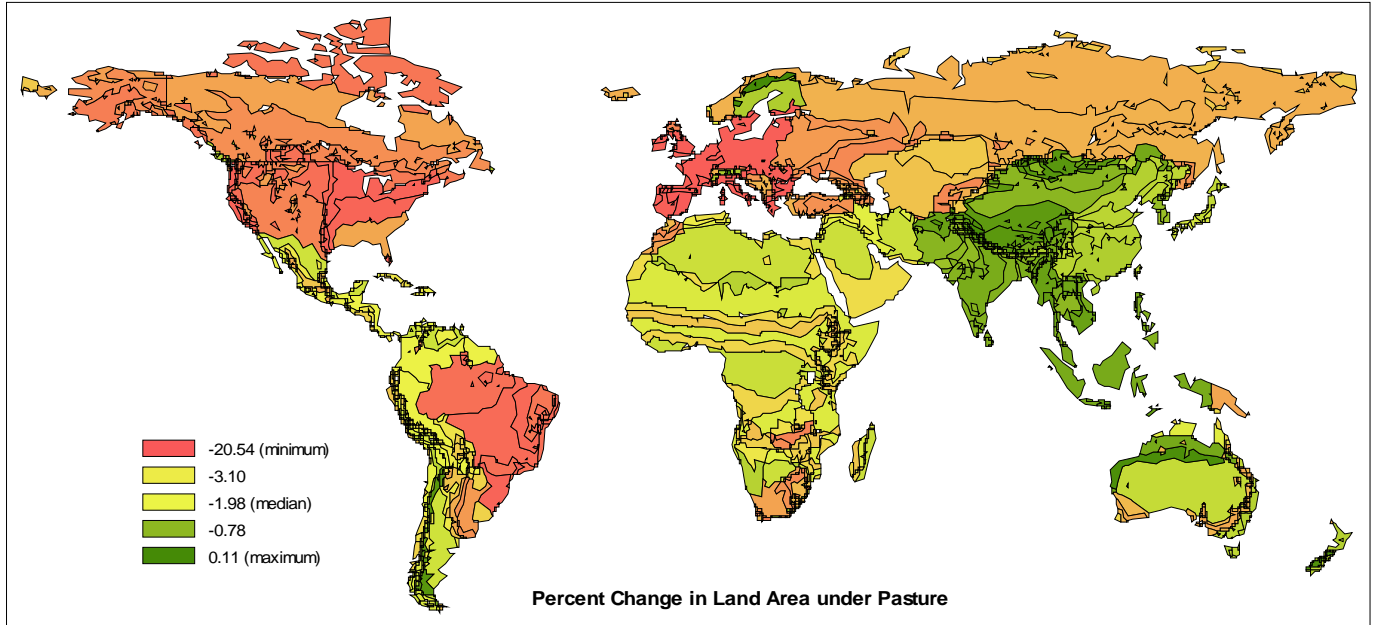 -20.54 (minimum)
-3.10
-1.98 (median)
-0.78
0.11 (maximum)
Percent Change in Land Area under Pasture